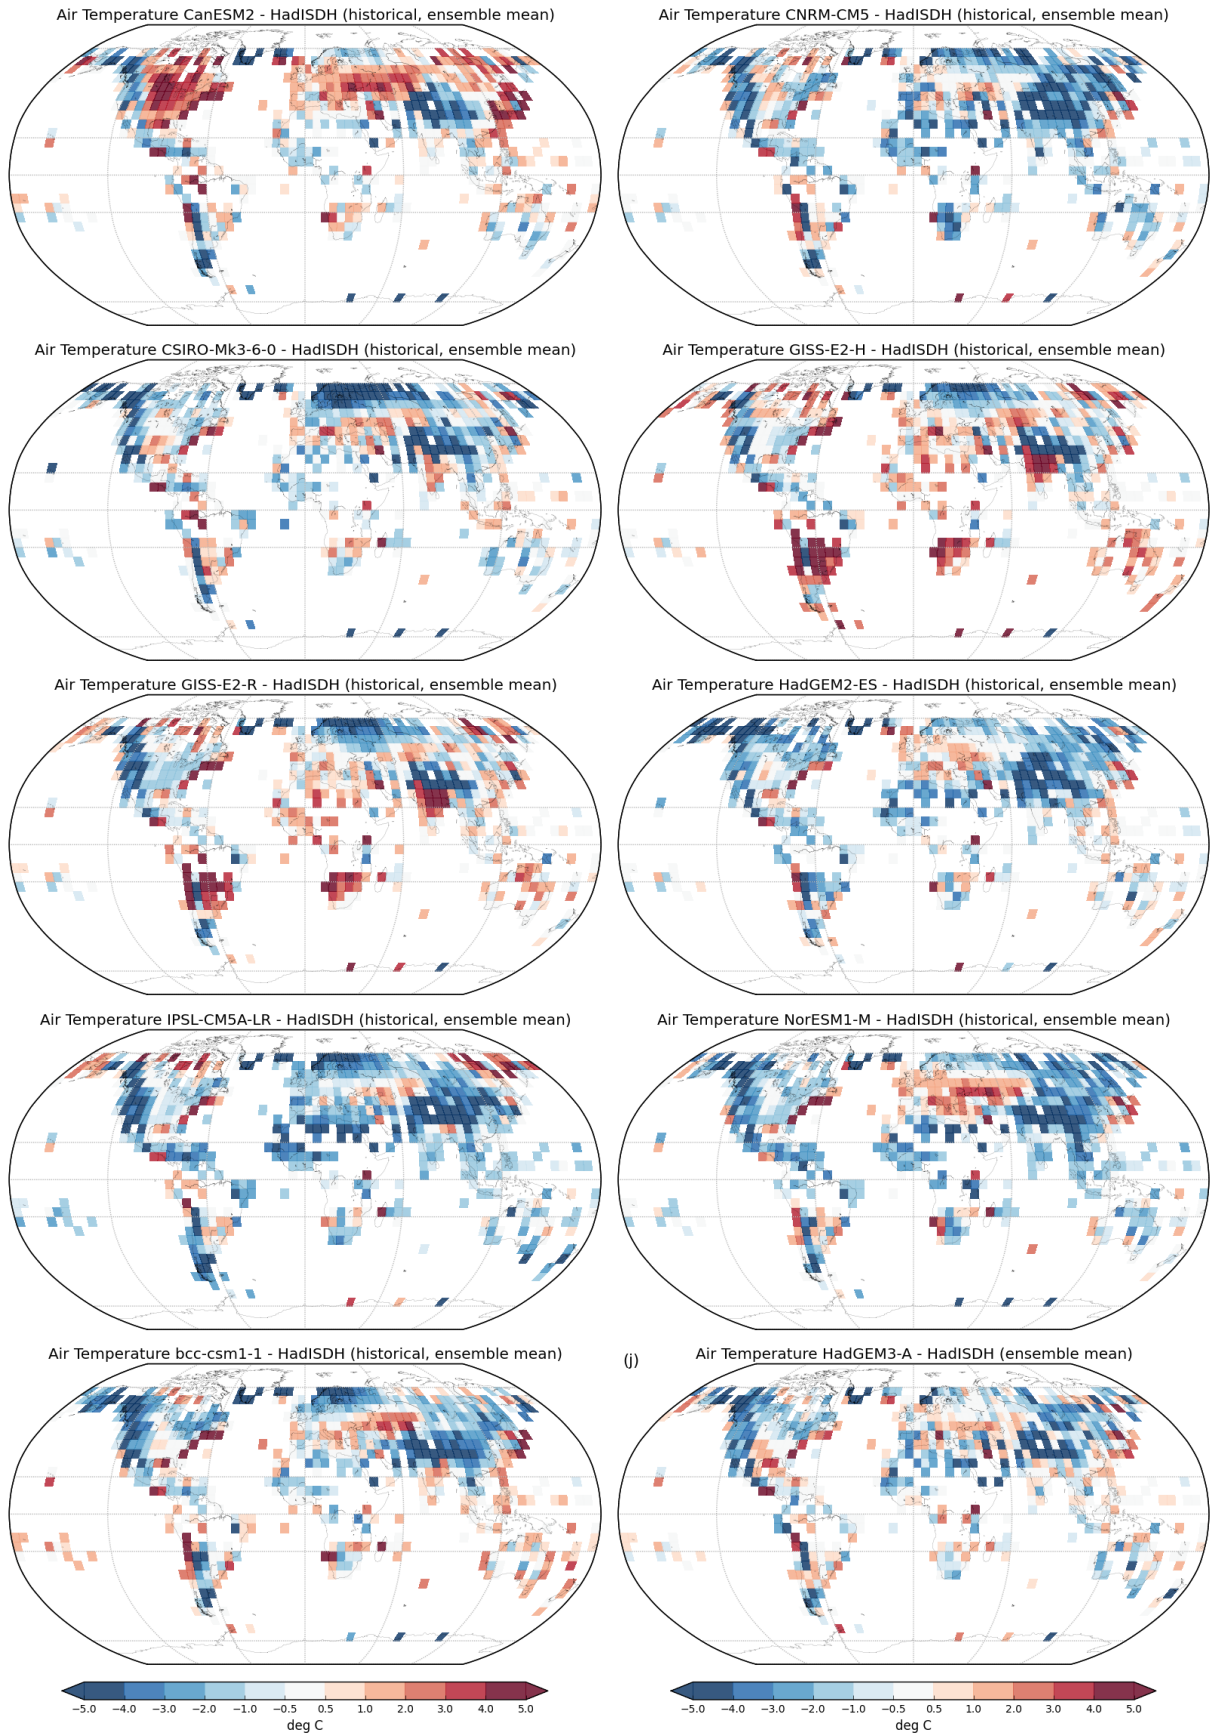 Air Temperature CanESM2 - HadISDH (historical, ensemble mean)
Air Temperature CNRM-CM5 - HadISDH (historical, ensemble mean)
Air Temperature CSIRO-Mk3-6-0 - HadISDH (historical, ensemble mean)
Air Temperature GISS-E2-H - HadISDH (historical, ensemble mean)
Air Temperature GISS-E2-R - HadISDH (historical, ensemble mean)
Air Temperature HadGEM2-ES - HadISDH (historical, ensemble mean)
Air Temperature IPSL-CM5A-LR - HadISDH (historical, ensemble mean)
Air Temperature NorESM1-M - HadISDH (historical, ensemble mean)
Air Temperature bcc-csm1-1 - HadISDH (historical, ensemble mean)
(j)
Air Temperature HadGEM3-A - HadISDH (ensemble mean)
−5.0 −4.0 −3.0 −2.0 −1.0 −0.5 0.5 1.0 2.0 3.0 4.0 5.0
deg C
−5.0 −4.0 −3.0 −2.0 −1.0 −0.5 0.5 1.0 2.0 3.0 4.0 5.0
deg C